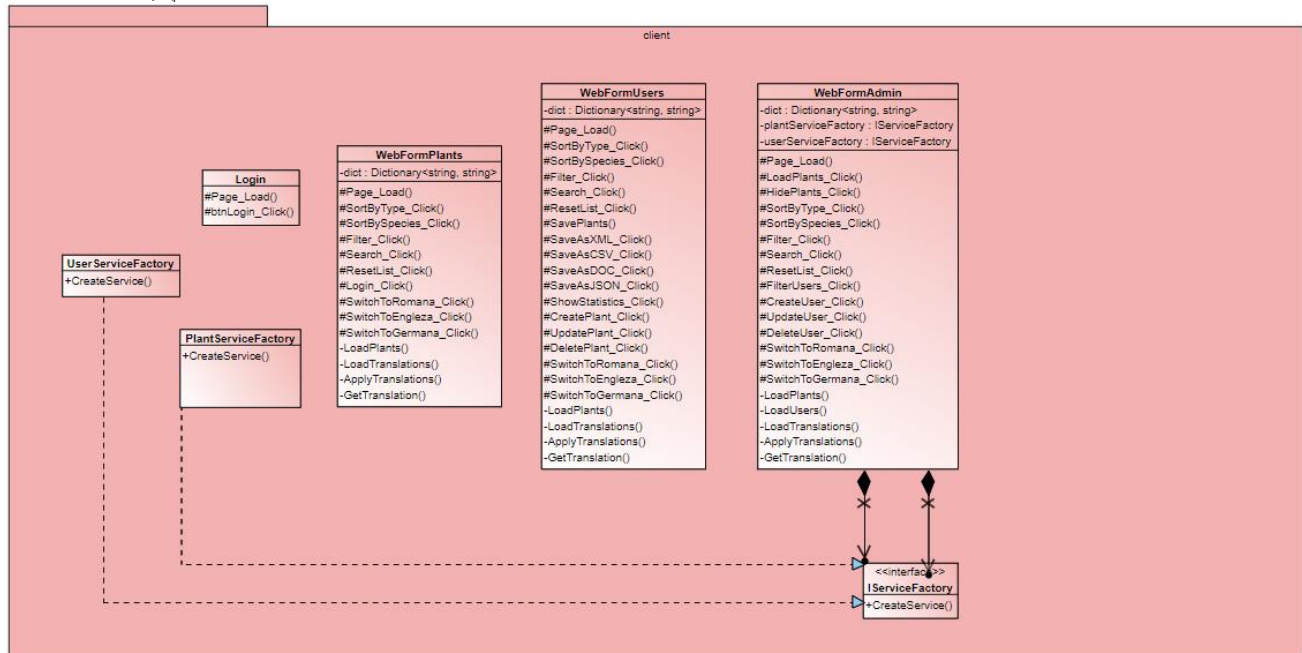 client
Login
#Page_Load()
#btnLogin_Click()
UserServiceFactory
+CreateService()
PlantServiceFactory
+CreateService()
WebFormPlants
-dict : Dictionary<string, string>
#Page_Load()
#SortByType_Click()
#SortBySpecies_Click()
#Filter_Click()
#Search_Click()
#ResetList_Click()
#Login_Click()
#SwitchToRomana_Click()
#SwitchToEngleza_Click()
#SwitchToGermana_Click()
-LoadPlants()
-LoadTranslations()
-ApplyTranslations()
-GetTranslation()
WebFormUsers
-dict : Dictionary<string, string>
#Page_Load()
#SortByType_Click()
#SortBySpecies_Click()
#Filter_Click()
#Search_Click()
#ResetList_Click()
#SavePlants()
#SaveAsXML_Click()
#SaveAsCSV_Click()
#SaveAsDOC_Click()
#SaveAsJSON_Click()
#ShowStatistics_Click()
#CreatePlant_Click()
#UpdatePlant_Click()
#DeletePlant_Click()
#SwitchToRomana_Click()
#SwitchToEngleza_Click()
#SwitchToGermana_Click()
-LoadPlants()
-LoadTranslations()
-ApplyTranslations()
-GetTranslation()
WebFormAdmin
-dict : Dictionary<string, string>
-plantServiceFactory : IServiceFactory
-userServiceFactory : IServiceFactory
#Page_Load()
#LoadPlants_Click()
#HidePlants_Click()
#SortByType_Click()
#SortBySpecies_Click()
#Filter_Click()
#Search_Click()
#ResetList_Click()
#FilterUsers_Click()
#CreateUser_Click()
#UpdateUser_Click()
#DeleteUser_Click()
#SwitchToRomana_Click()
#SwitchToEngleza_Click()
#SwitchToGermana_Click()
-LoadPlants()
-LoadUsers()
-LoadTranslations()
-ApplyTranslations()
-GetTranslation()
<<interface>>
IServiceFactory
+CreateService()